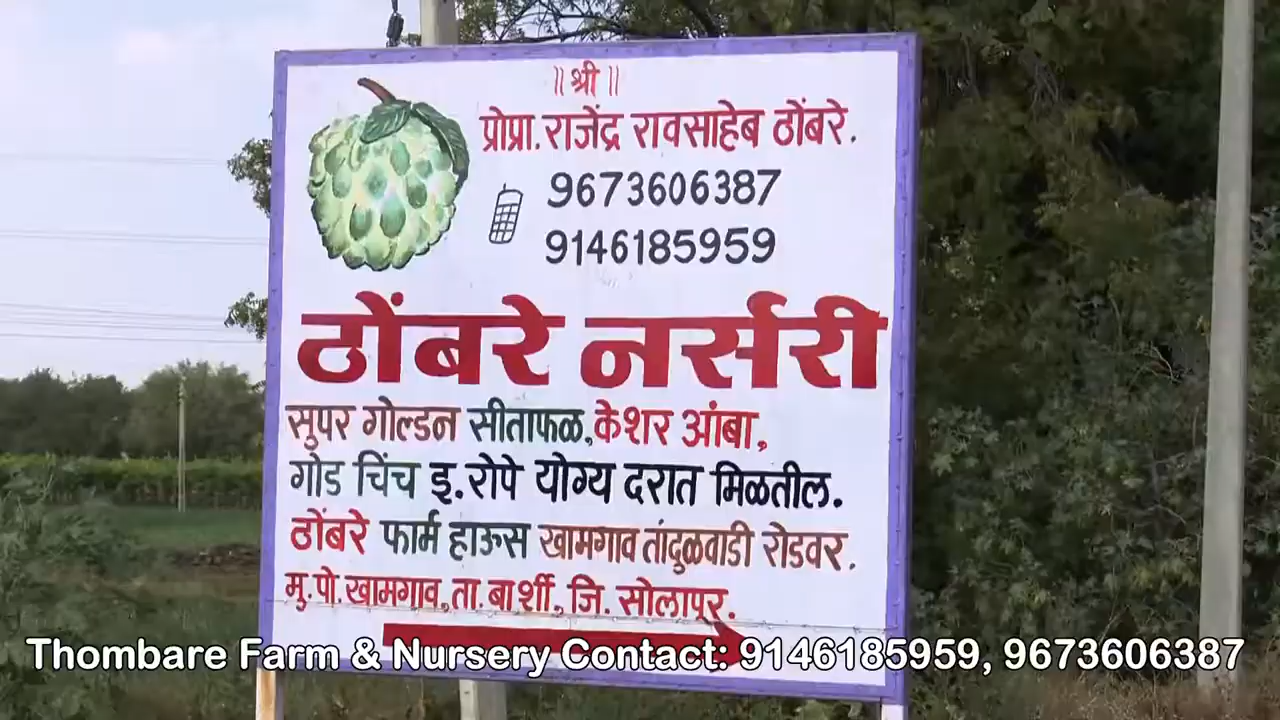 ॥ श्री ॥
प्रोप्रा. राजेंद्र रावसाहेब ठोंबरे.
9673606387
9146185959
ठोंबरे नर्सरी
सुपर गोल्डन सीताफळ, केशर आंबा,
गोड चिंच इ. रोपे योग्य दरात मिळतील.
ठोंबरे फार्म हाऊस खामगाव तांदुळवाडी रोडवर.
मु. पो. खामगाव, ता. बार्शी, जि. सोलापूर.
Thombare Farm & Nursery Contact: 9146185959, 9673606387